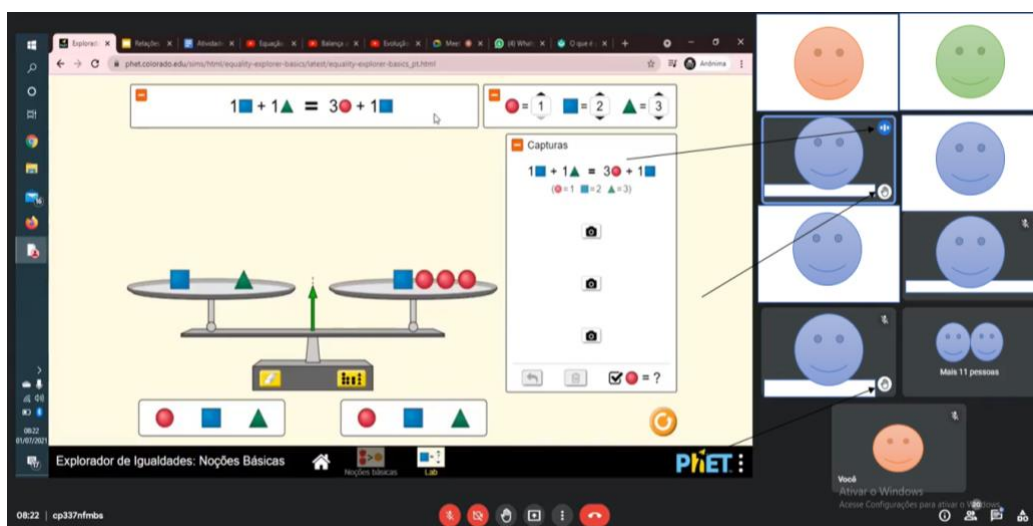 Explorad
Relações
Atividad
Equação
Balança
Evoluçã
Meet
(4) What
O que é
phet.colorado.edu/sims/html/equality-explorer-basics/latest/equality-explorer-basics_pt.html
Anônima
1 + 1 = 3 + 1
= 1 = 2 = 3
Capturas
1 + 1 = 3 + 1
( =1 =2 =3)
= ?
08:22
01/07/2021
Explorador de Igualdades: Noções Básicas
Noções básicas
Lab
PhET
Mais 11 pessoas
Você
Ativar o Windows
Acesse Configurações para ativar o Windows.
08:22 | cp337nfmbs